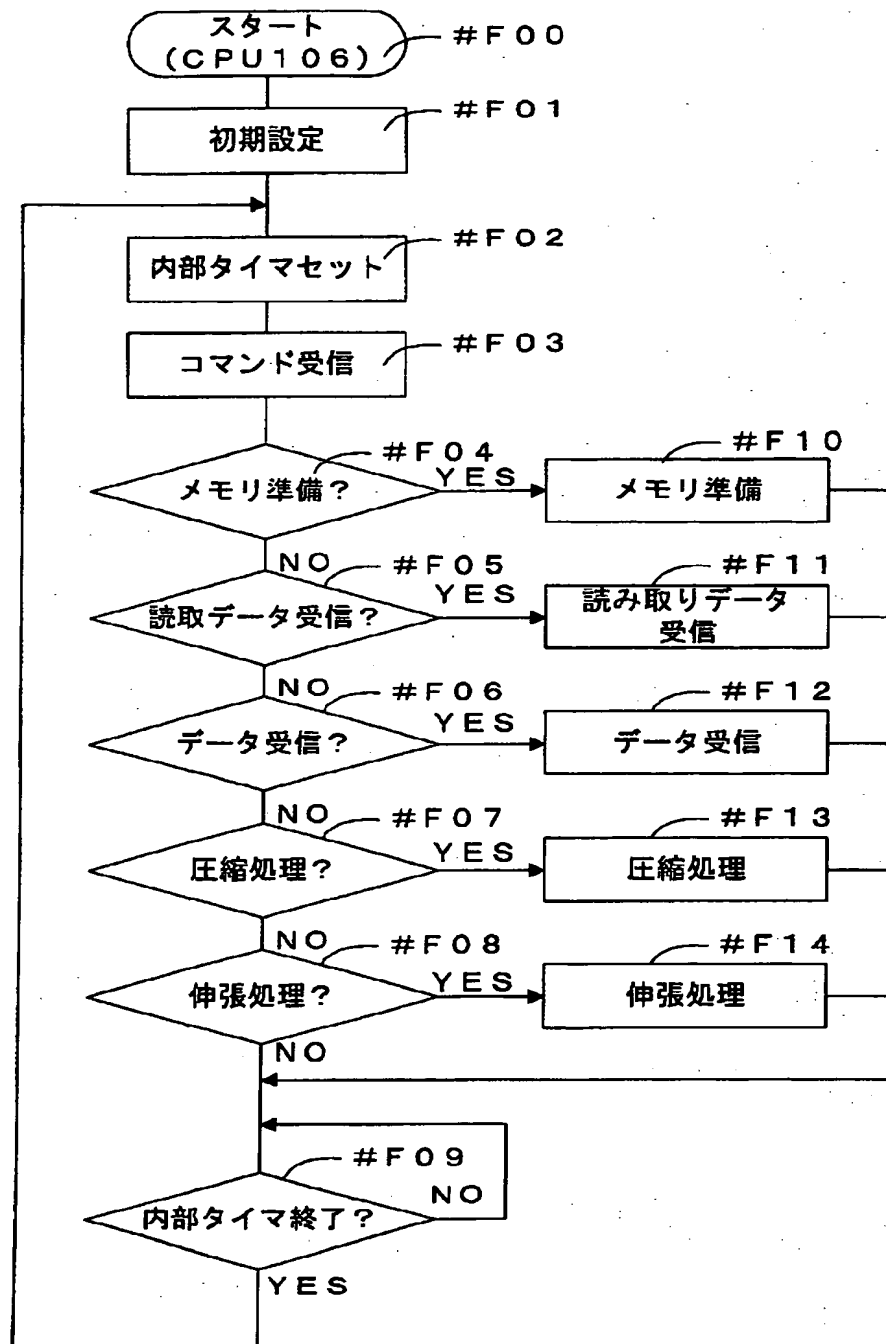 スタート
(CPU106)
#F00
初期設定
#F01
内部タイマセット
#F02
コマンド受信
#F03
メモリ準備?
#F04
YES
メモリ準備
#F10
NO
読取データ受信?
#F05
YES
読み取りデータ
受信
#F11
NO
データ受信?
#F06
YES
データ受信
#F12
NO
圧縮処理?
#F07
YES
圧縮処理
#F13
NO
伸張処理?
#F08
YES
伸張処理
#F14
NO
内部タイマ終了?
#F09
NO
YES